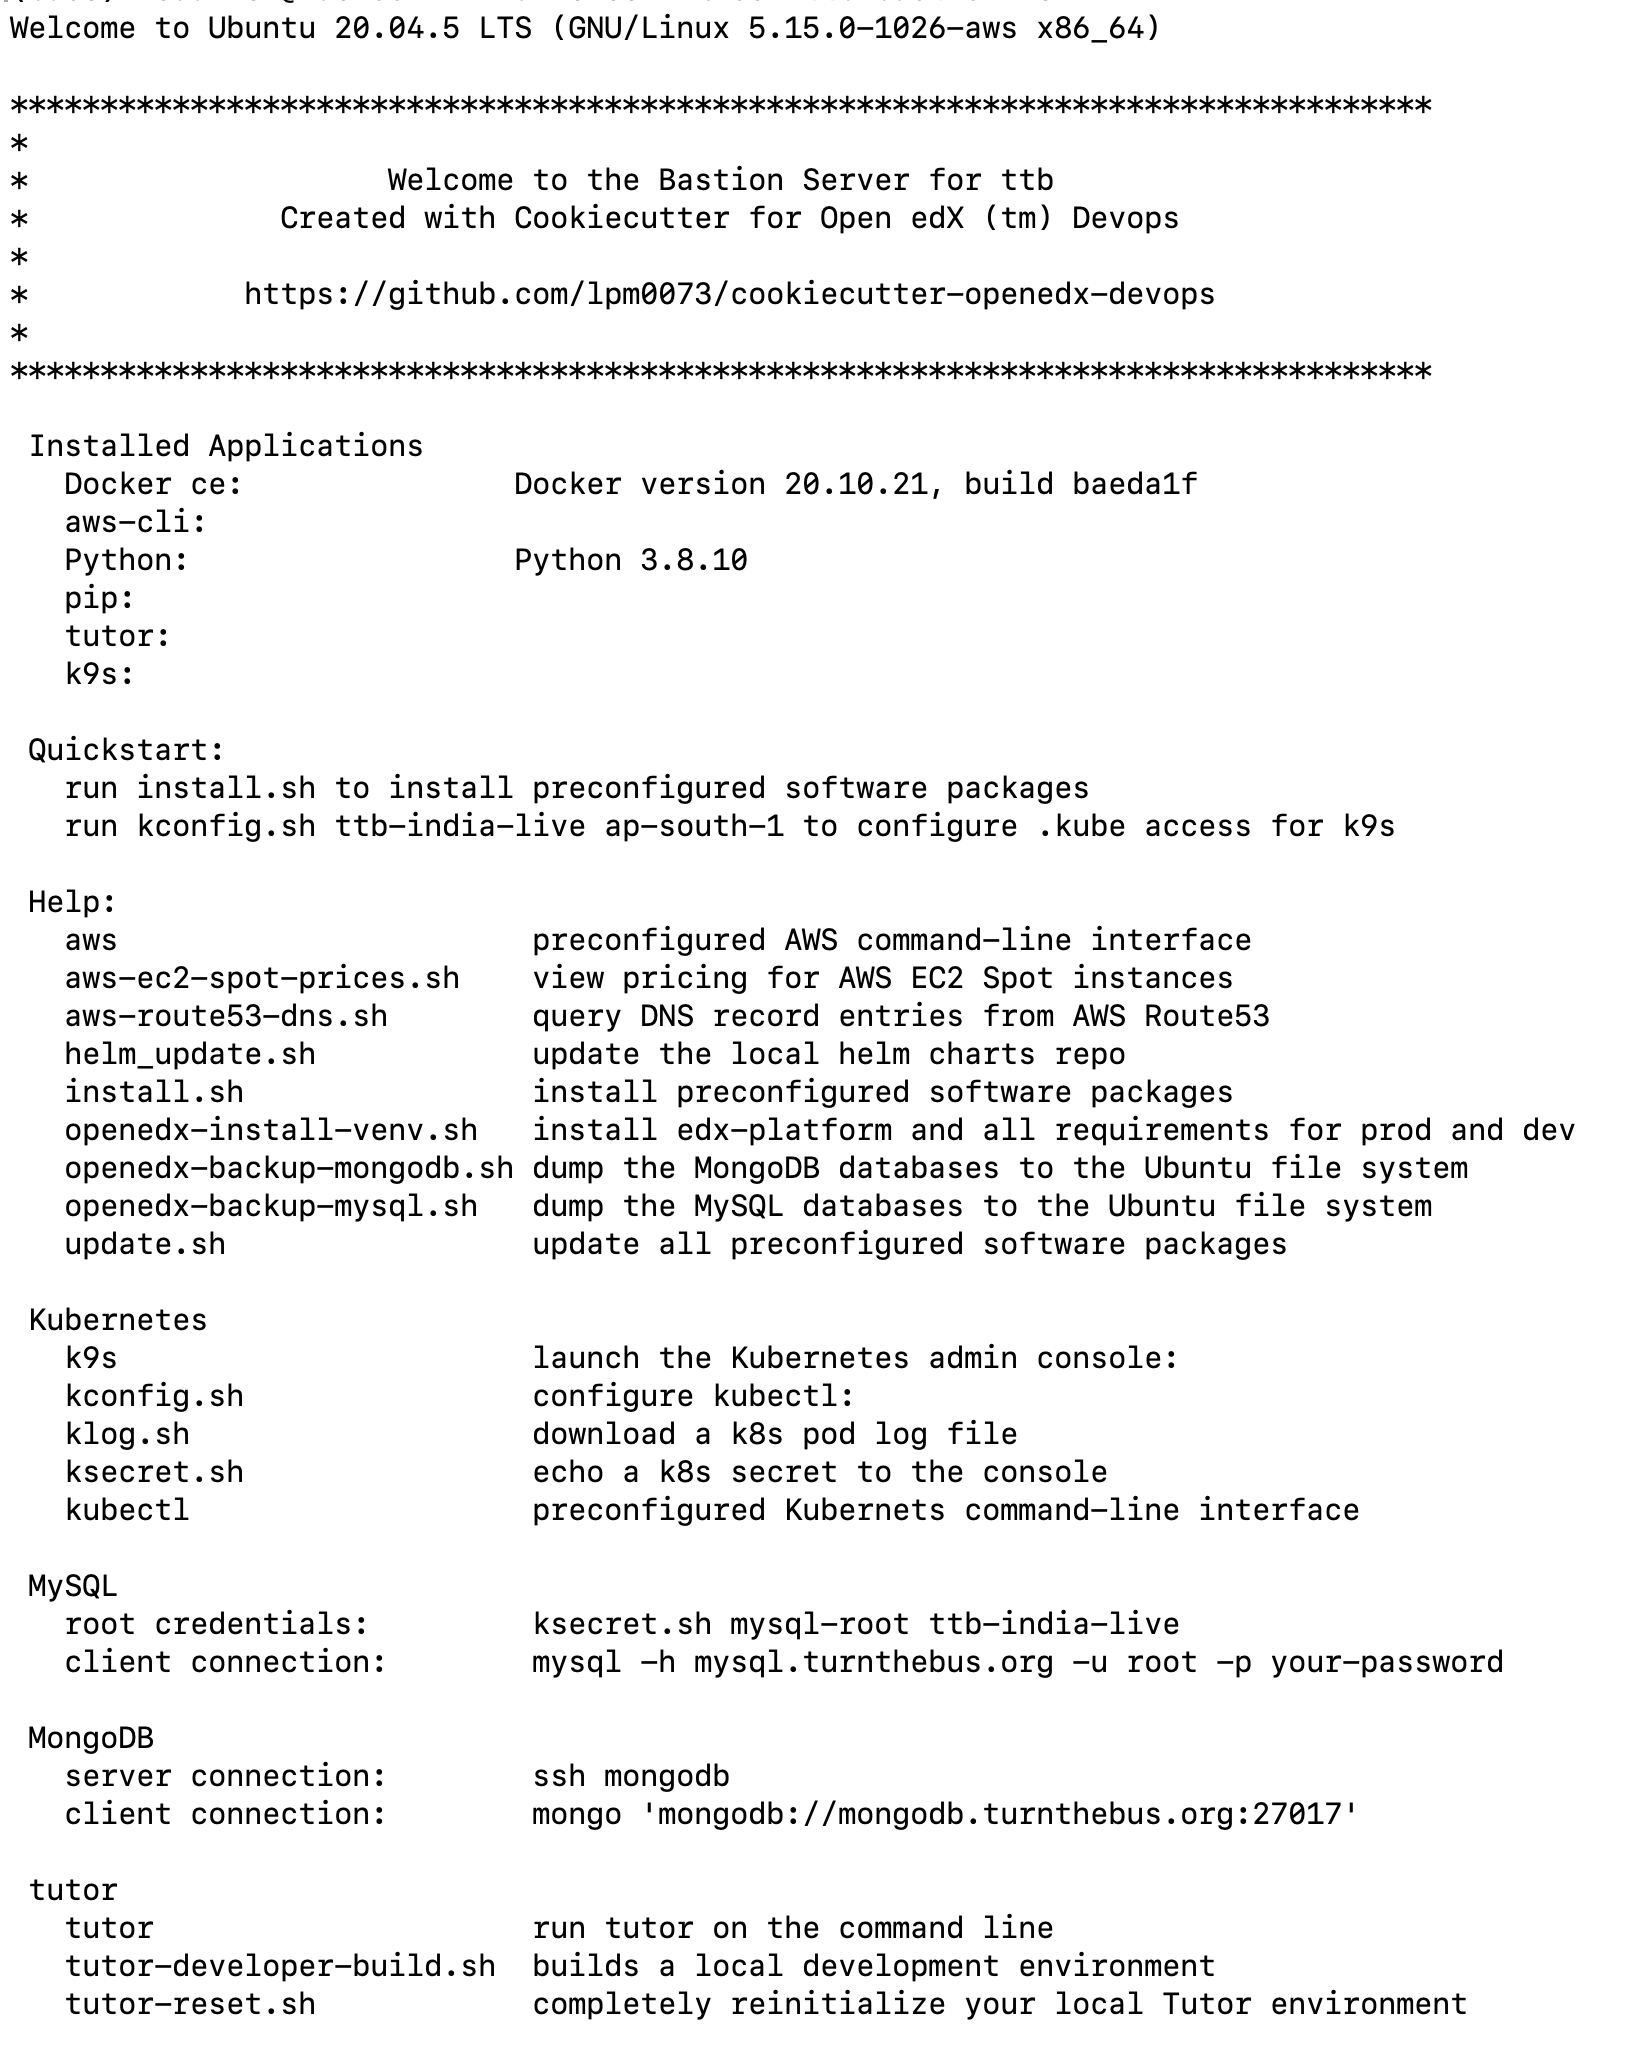 Welcome to Ubuntu 20.04.5 LTS (GNU/Linux 5.15.0-1026-aws x86_64)
*******************************************************************************
*
* Welcome to the Bastion Server for ttb
* Created with Cookiecutter for Open edX (tm) Devops
*
* https://github.com/lpm0073/cookiecutter-openedx-devops
*
*******************************************************************************
Installed Applications
Docker ce: Docker version 20.10.21, build baeda1f
aws-cli:
Python: Python 3.8.10
pip:
tutor:
k9s:
Quickstart:
run install.sh to install preconfigured software packages
run kconfig.sh ttb-india-live ap-south-1 to configure .kube access for k9s
Help:
aws preconfigured AWS command-line interface
aws-ec2-spot-prices.sh view pricing for AWS EC2 Spot instances
aws-route53-dns.sh query DNS record entries from AWS Route53
helm_update.sh update the local helm charts repo
install.sh install preconfigured software packages
openedx-install-venv.sh install edx-platform and all requirements for prod and dev
openedx-backup-mongodb.sh dump the MongoDB databases to the Ubuntu file system
openedx-backup-mysql.sh dump the MySQL databases to the Ubuntu file system
update.sh update all preconfigured software packages
Kubernetes
k9s launch the Kubernetes admin console:
kconfig.sh configure kubectl:
klog.sh download a k8s pod log file
ksecret.sh echo a k8s secret to the console
kubectl preconfigured Kubernets command-line interface
MySQL
root credentials: ksecret.sh mysql-root ttb-india-live
client connection: mysql -h mysql.turnthebus.org -u root -p your-password
MongoDB
server connection: ssh mongodb
client connection: mongo 'mongodb://mongodb.turnthebus.org:27017'
tutor
tutor run tutor on the command line
tutor-developer-build.sh builds a local development environment
tutor-reset.sh completely reinitialize your local Tutor environment